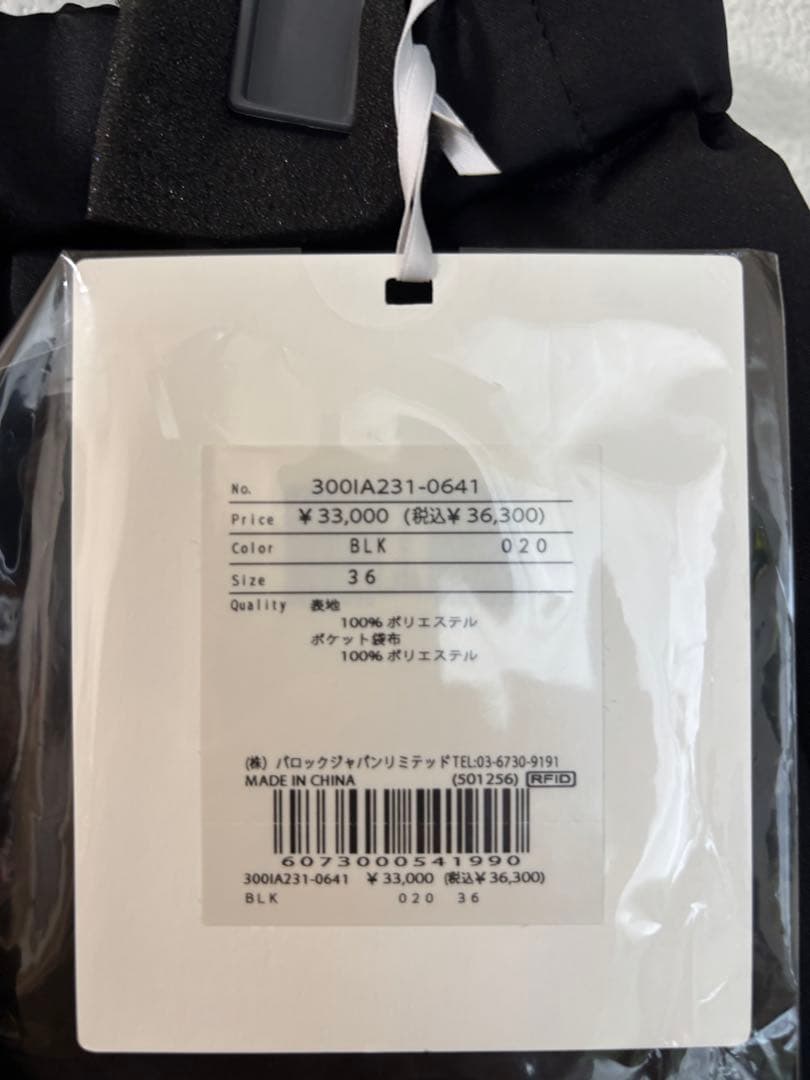 No. 300IA231-0641
Price ¥33,000 (税込¥36,300)
Color BLK 020
Size 36
Quality 表地
100% ポリエステル
ポケット袋布
100% ポリエステル
(株) バロックジャパンリミテッドTEL:03-6730-9191
MADE IN CHINA (501256) RFID
6073000541990
300IA231-0641 ¥33,000 (税込¥36,300)
BLK 020 36